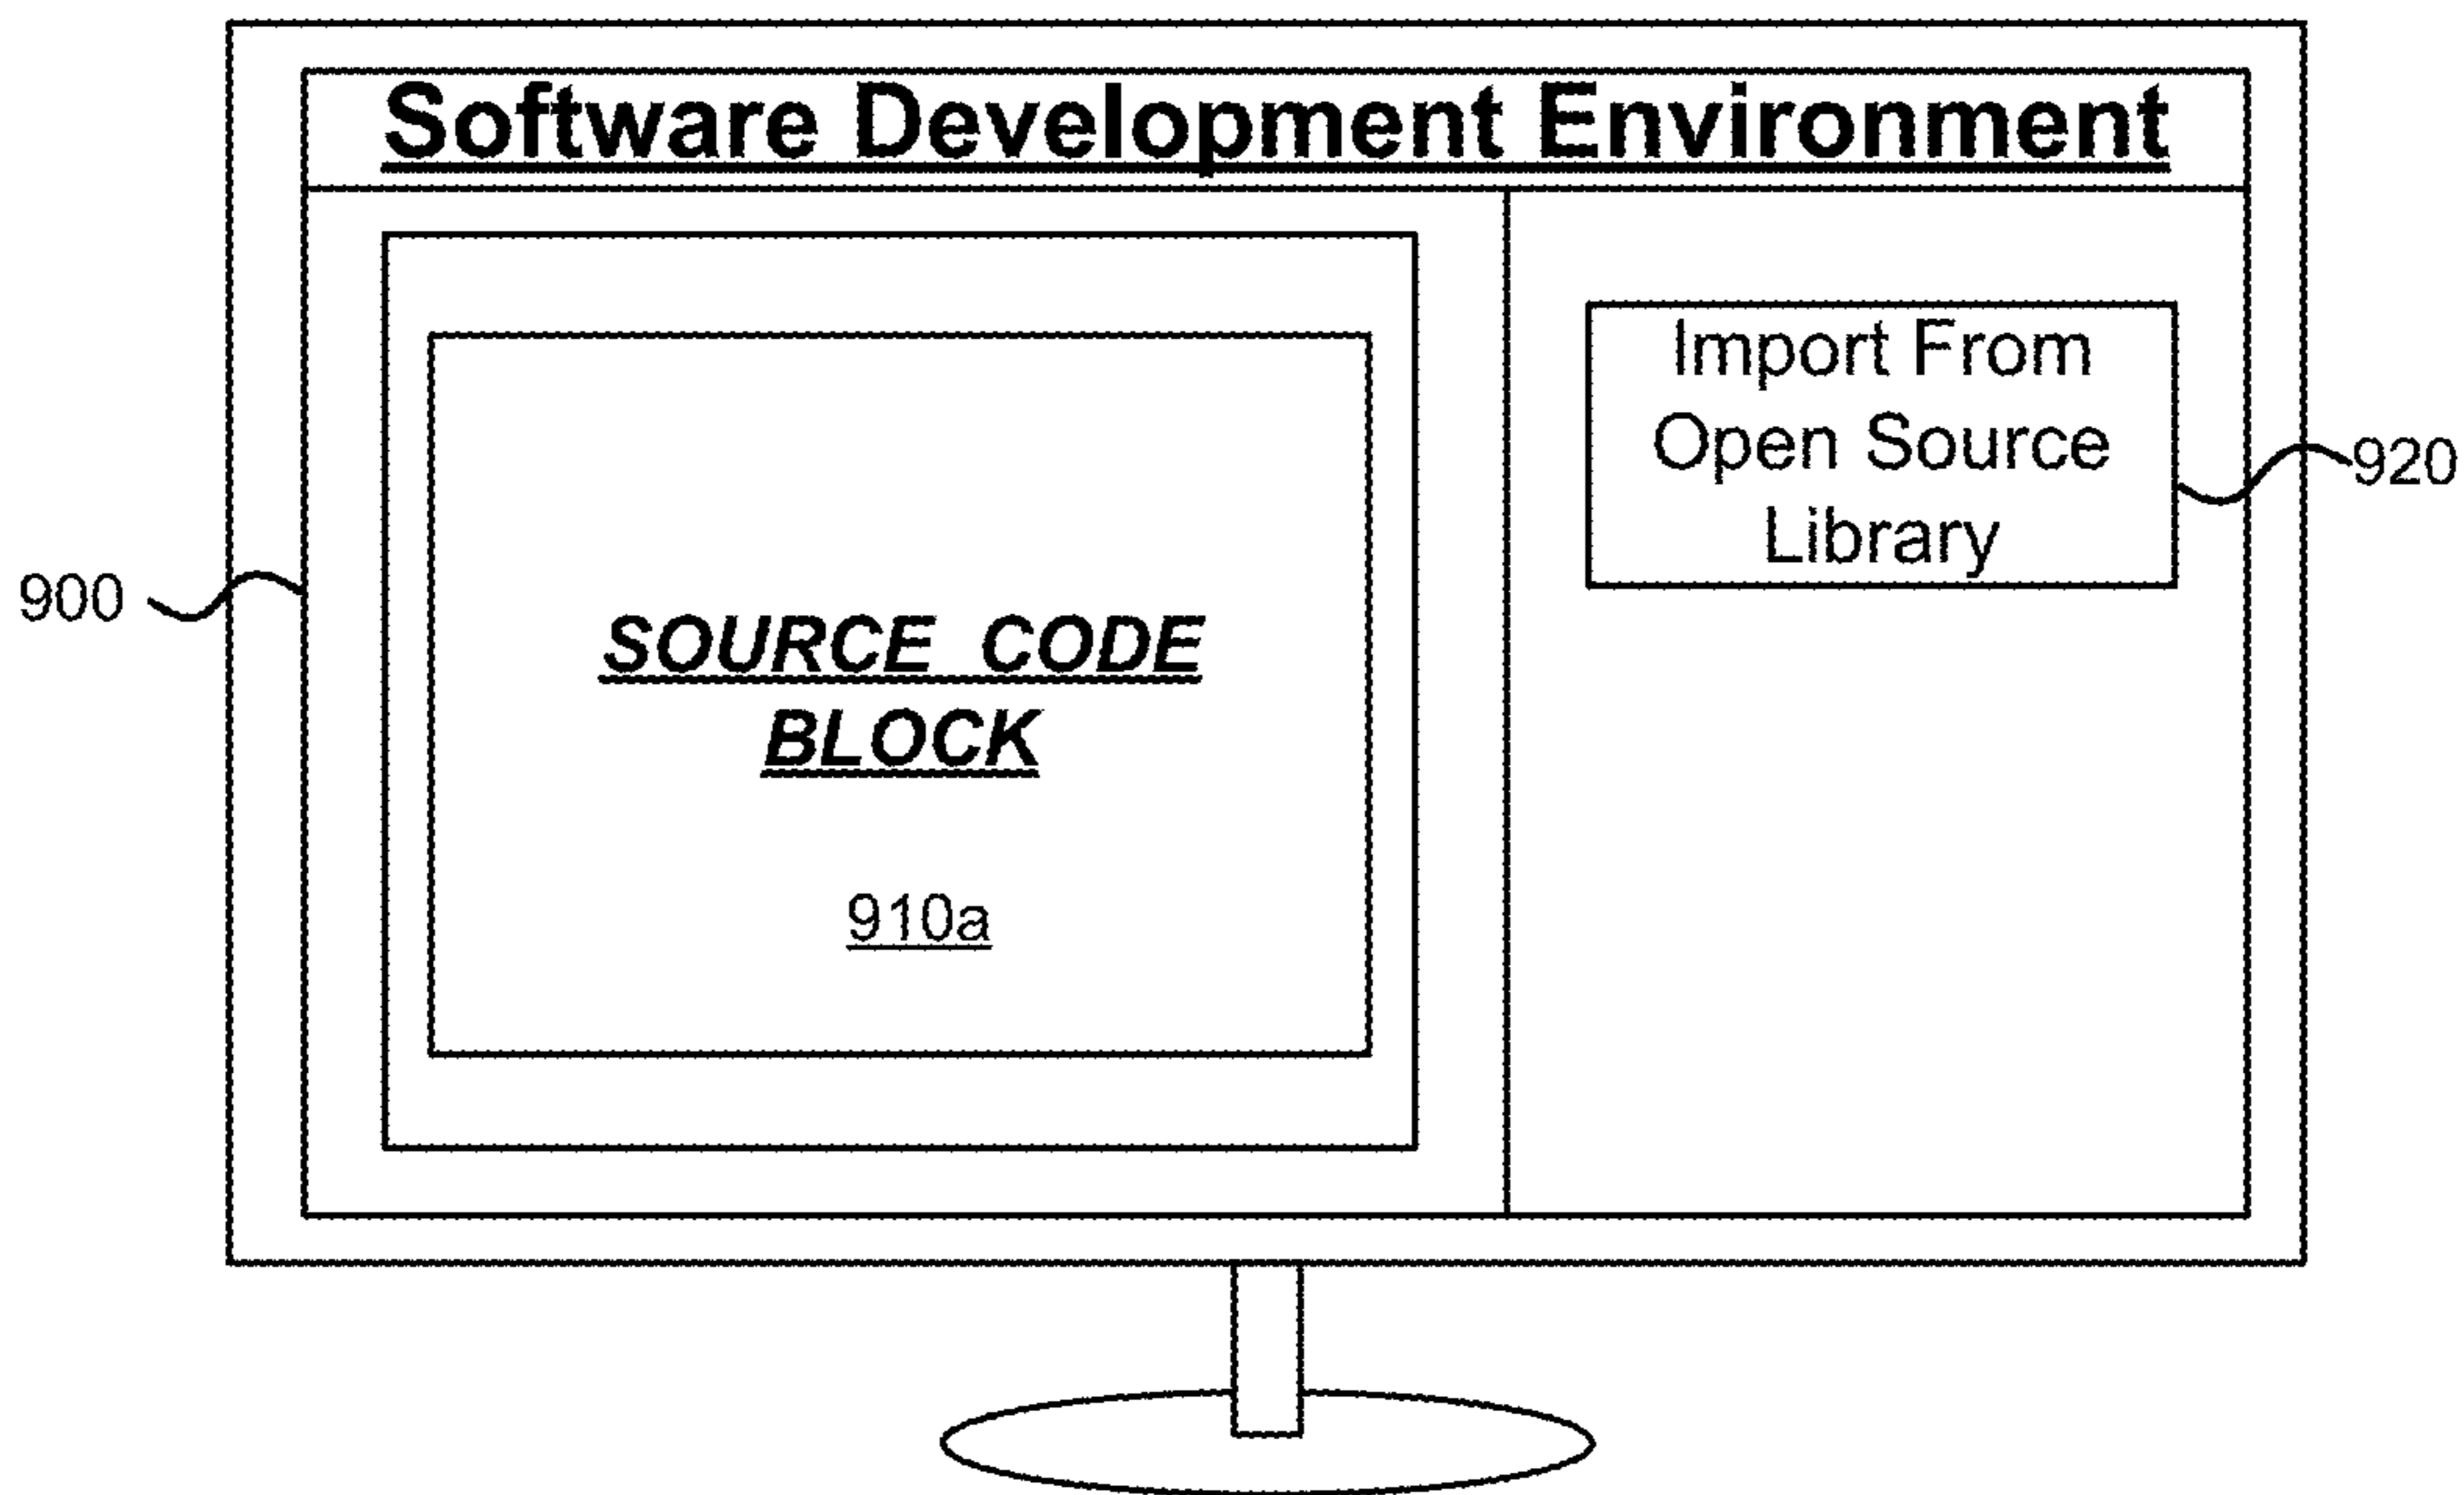 Software Development Environment
Import From
Open Source
Library
920
900
SOURCE CODE
BLOCK
910a